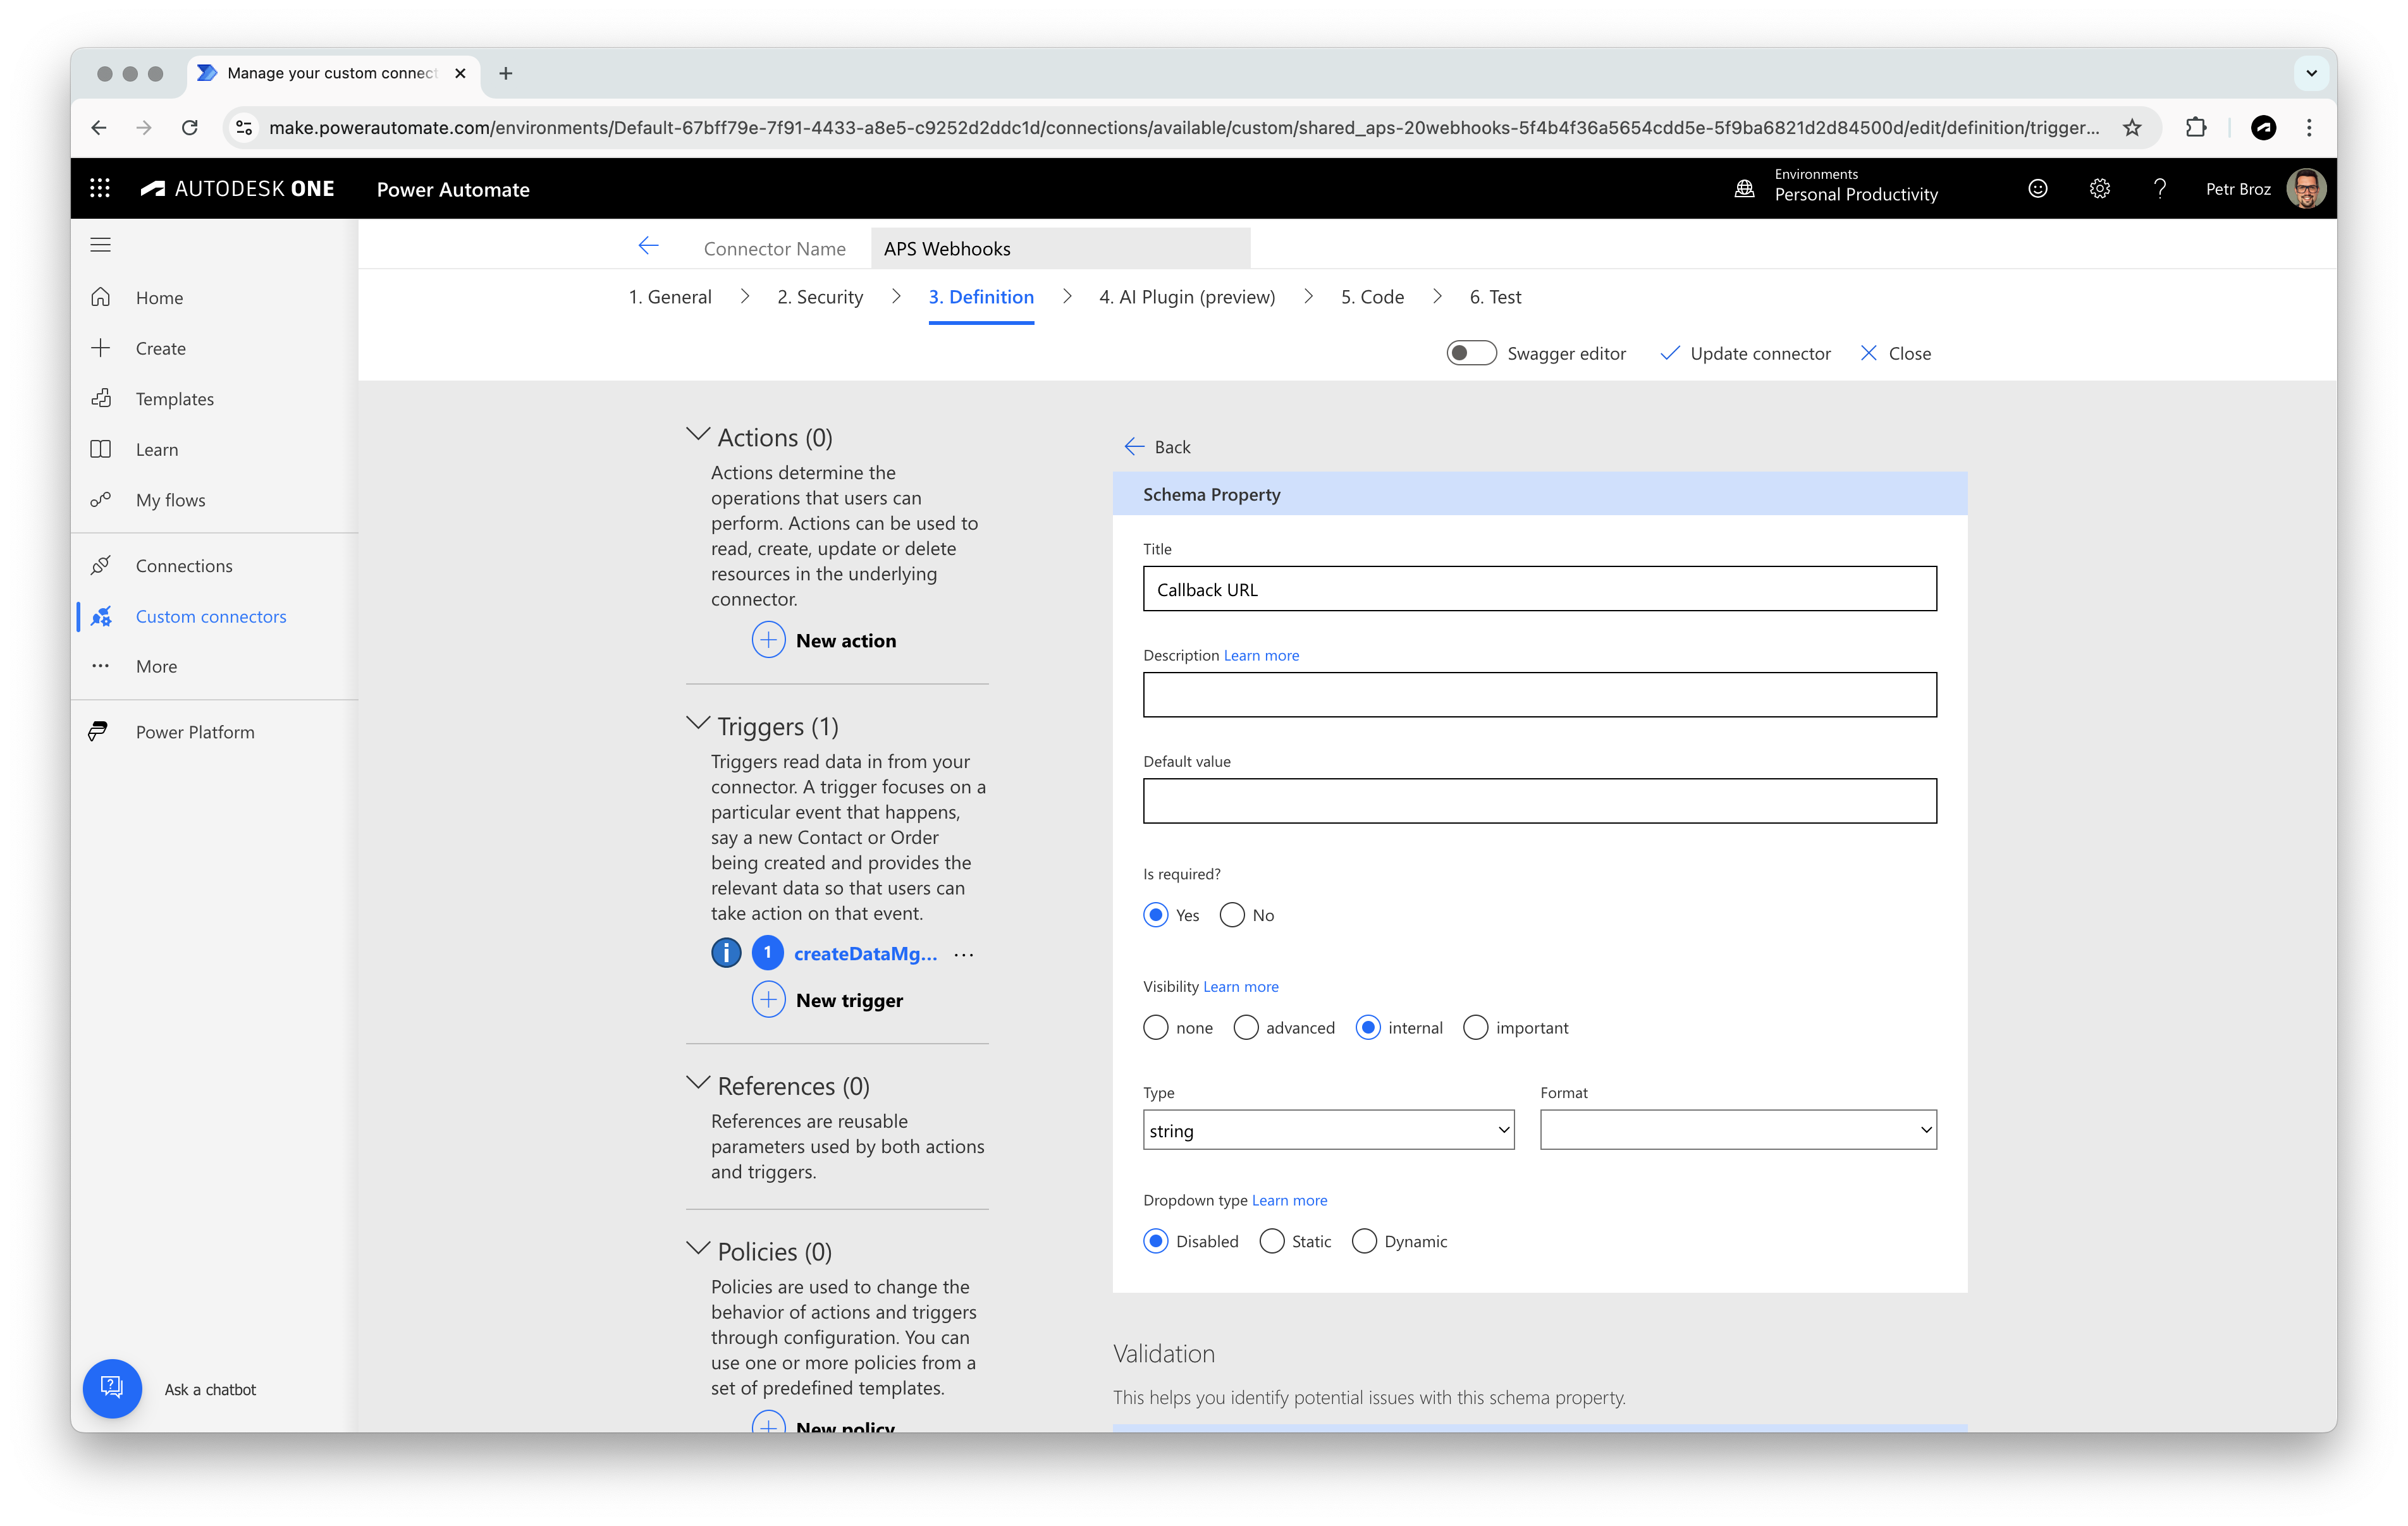 Manage your custom connect
make.powerautomate.com/environments/Default-67bff79e-7f91-4433-a8e5-c9252d2ddc1d/connections/available/custom/shared_aps-20webhooks-5f4b4f36a5654cdd5e-5f9ba6821d2d84500d/edit/definition/trigger...
AUTODESK ONE
Power Automate
Environments
Personal Productivity
Petr Broz
Connector Name
APS Webhooks
1. General
2. Security
3. Definition
4. AI Plugin (preview)
5. Code
6. Test
Swagger editor
Update connector
Close
Home
Create
Templates
Learn
My flows
Connections
Custom connectors
More
Power Platform
Ask a chatbot
Actions (0)
Actions determine the
operations that users can
perform. Actions can be used to
read, create, update or delete
resources in the underlying
connector.
New action
Triggers (1)
Triggers read data in from your
connector. A trigger focuses on a
particular event that happens,
say a new Contact or Order
being created and provides the
relevant data so that users can
take action on that event.
1 createDataMg... ...
New trigger
References (0)
References are reusable
parameters used by both actions
and triggers.
Policies (0)
Policies are used to change the
behavior of actions and triggers
through configuration. You can
use one or more policies from a
set of predefined templates.
New policy
Back
Schema Property
Title
Callback URL
Description Learn more
Default value
Is required?
Yes No
Visibility Learn more
none advanced internal important
Type
Format
string
Dropdown type Learn more
Disabled Static Dynamic
Validation
This helps you identify potential issues with this schema property.